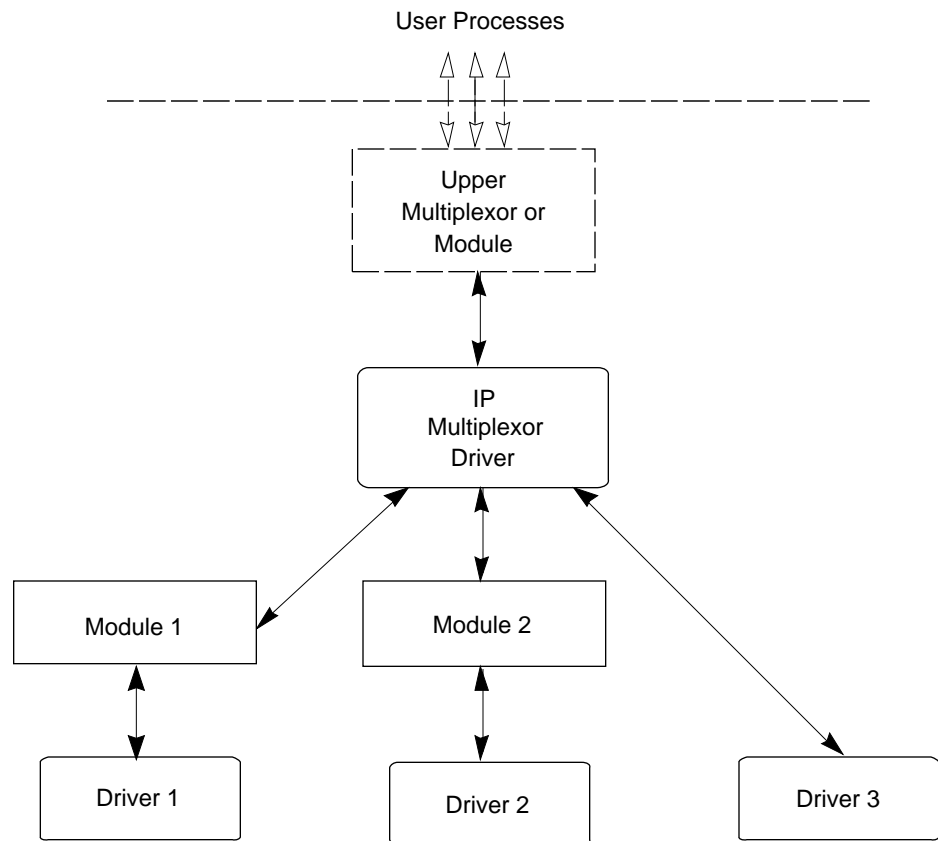 User Processes
Upper
Multiplexor or
Module
IP
Multiplexor
Driver
Module 1
Module 2
Driver 1
Driver 2
Driver 3